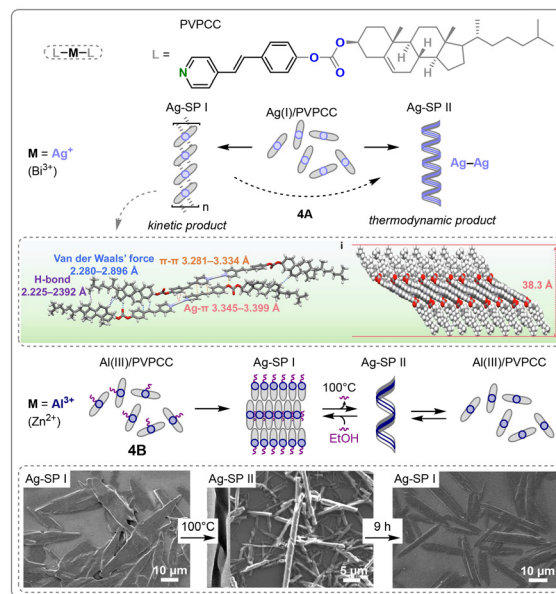 PVPCC
L–M–L
L =
N
O
O
O
H
H
H
Ag-SP I
Ag(I)/PVPCC
Ag-SP II
n
M = Ag⁺
(Bi³⁺)
Ag–Ag
4A
kinetic product
thermodynamic product
i
Van der Waals' force
2.280–2.896 Å
π-π 3.281–3.334 Å
H-bond
2.225–2392 Å
Ag-π 3.345–3.399 Å
38.3 Å
Al(III)/PVPCC
Ag-SP I
Ag-SP II
Al(III)/PVPCC
M = Al³⁺
(Zn²⁺)
100°C
EtOH
4B
Ag-SP I
Ag-SP II
Ag-SP I
100°C
9 h
10 μm
5 μm
10 μm